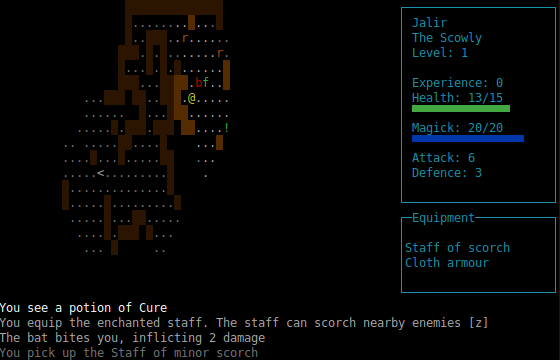 Jalir
The Scowly
Level: 1
Experience: 0
Health: 13/15
Magick: 20/20
Attack: 6
Defence: 3
Equipment
Staff of scorch
Cloth armour
You see a potion of Cure
You equip the enchanted staff. The staff can scorch nearby enemies [z]
The bat bites you, inflicting 2 damage
You pick up the Staff of minor scorch